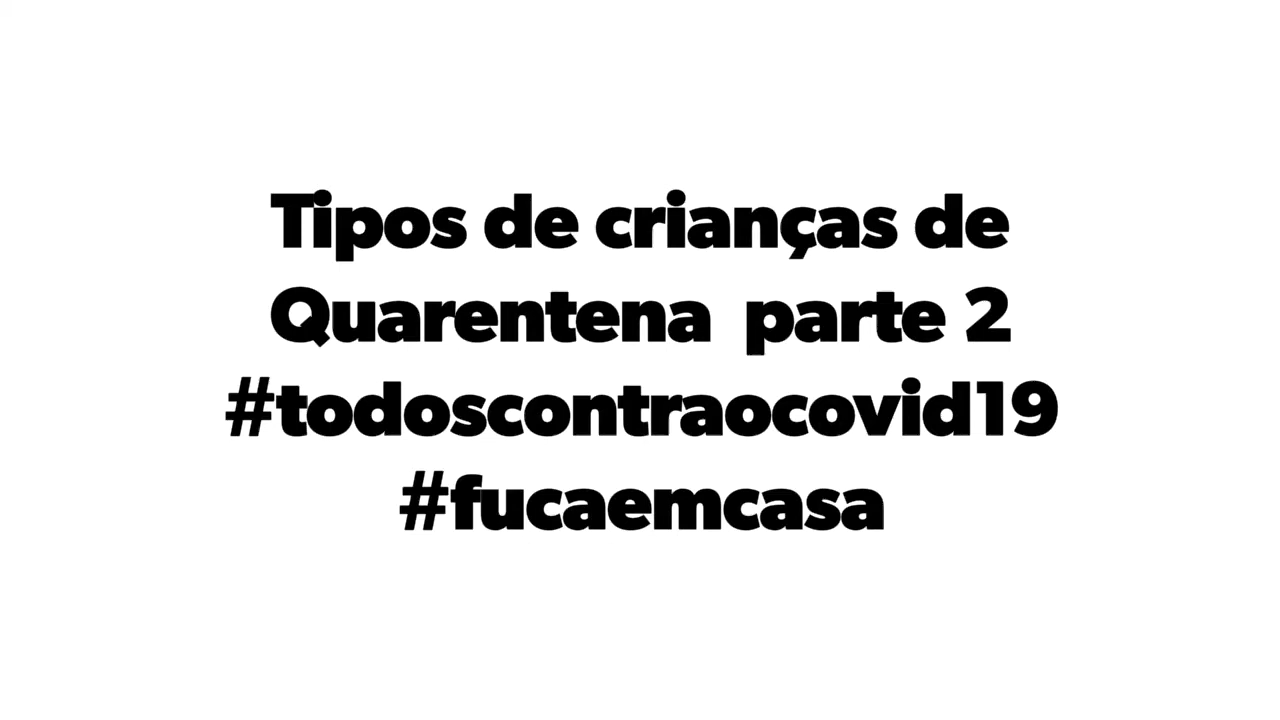 Tipos de crianças de
Quarentena parte 2
#todoscontraocovid19
#fucaemcasa